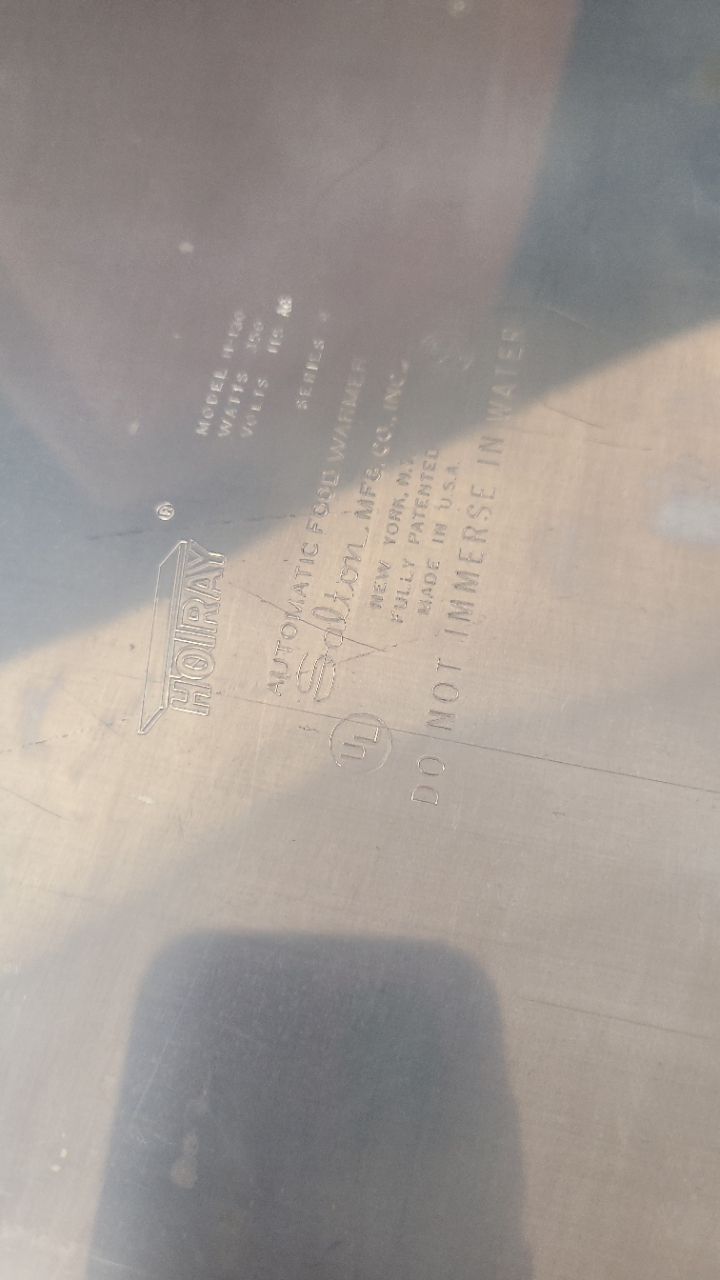 HOTRAY ®
MODEL H-130
WATTS 350
VOLTS 115 AC
SERIES
AUTOMATIC FOOD WARMER
Salton MFG. CO., INC.
NEW YORK, N.Y.
FULLY PATENTED
MADE IN U.S.A.
UL
DO NOT IMMERSE IN WATER